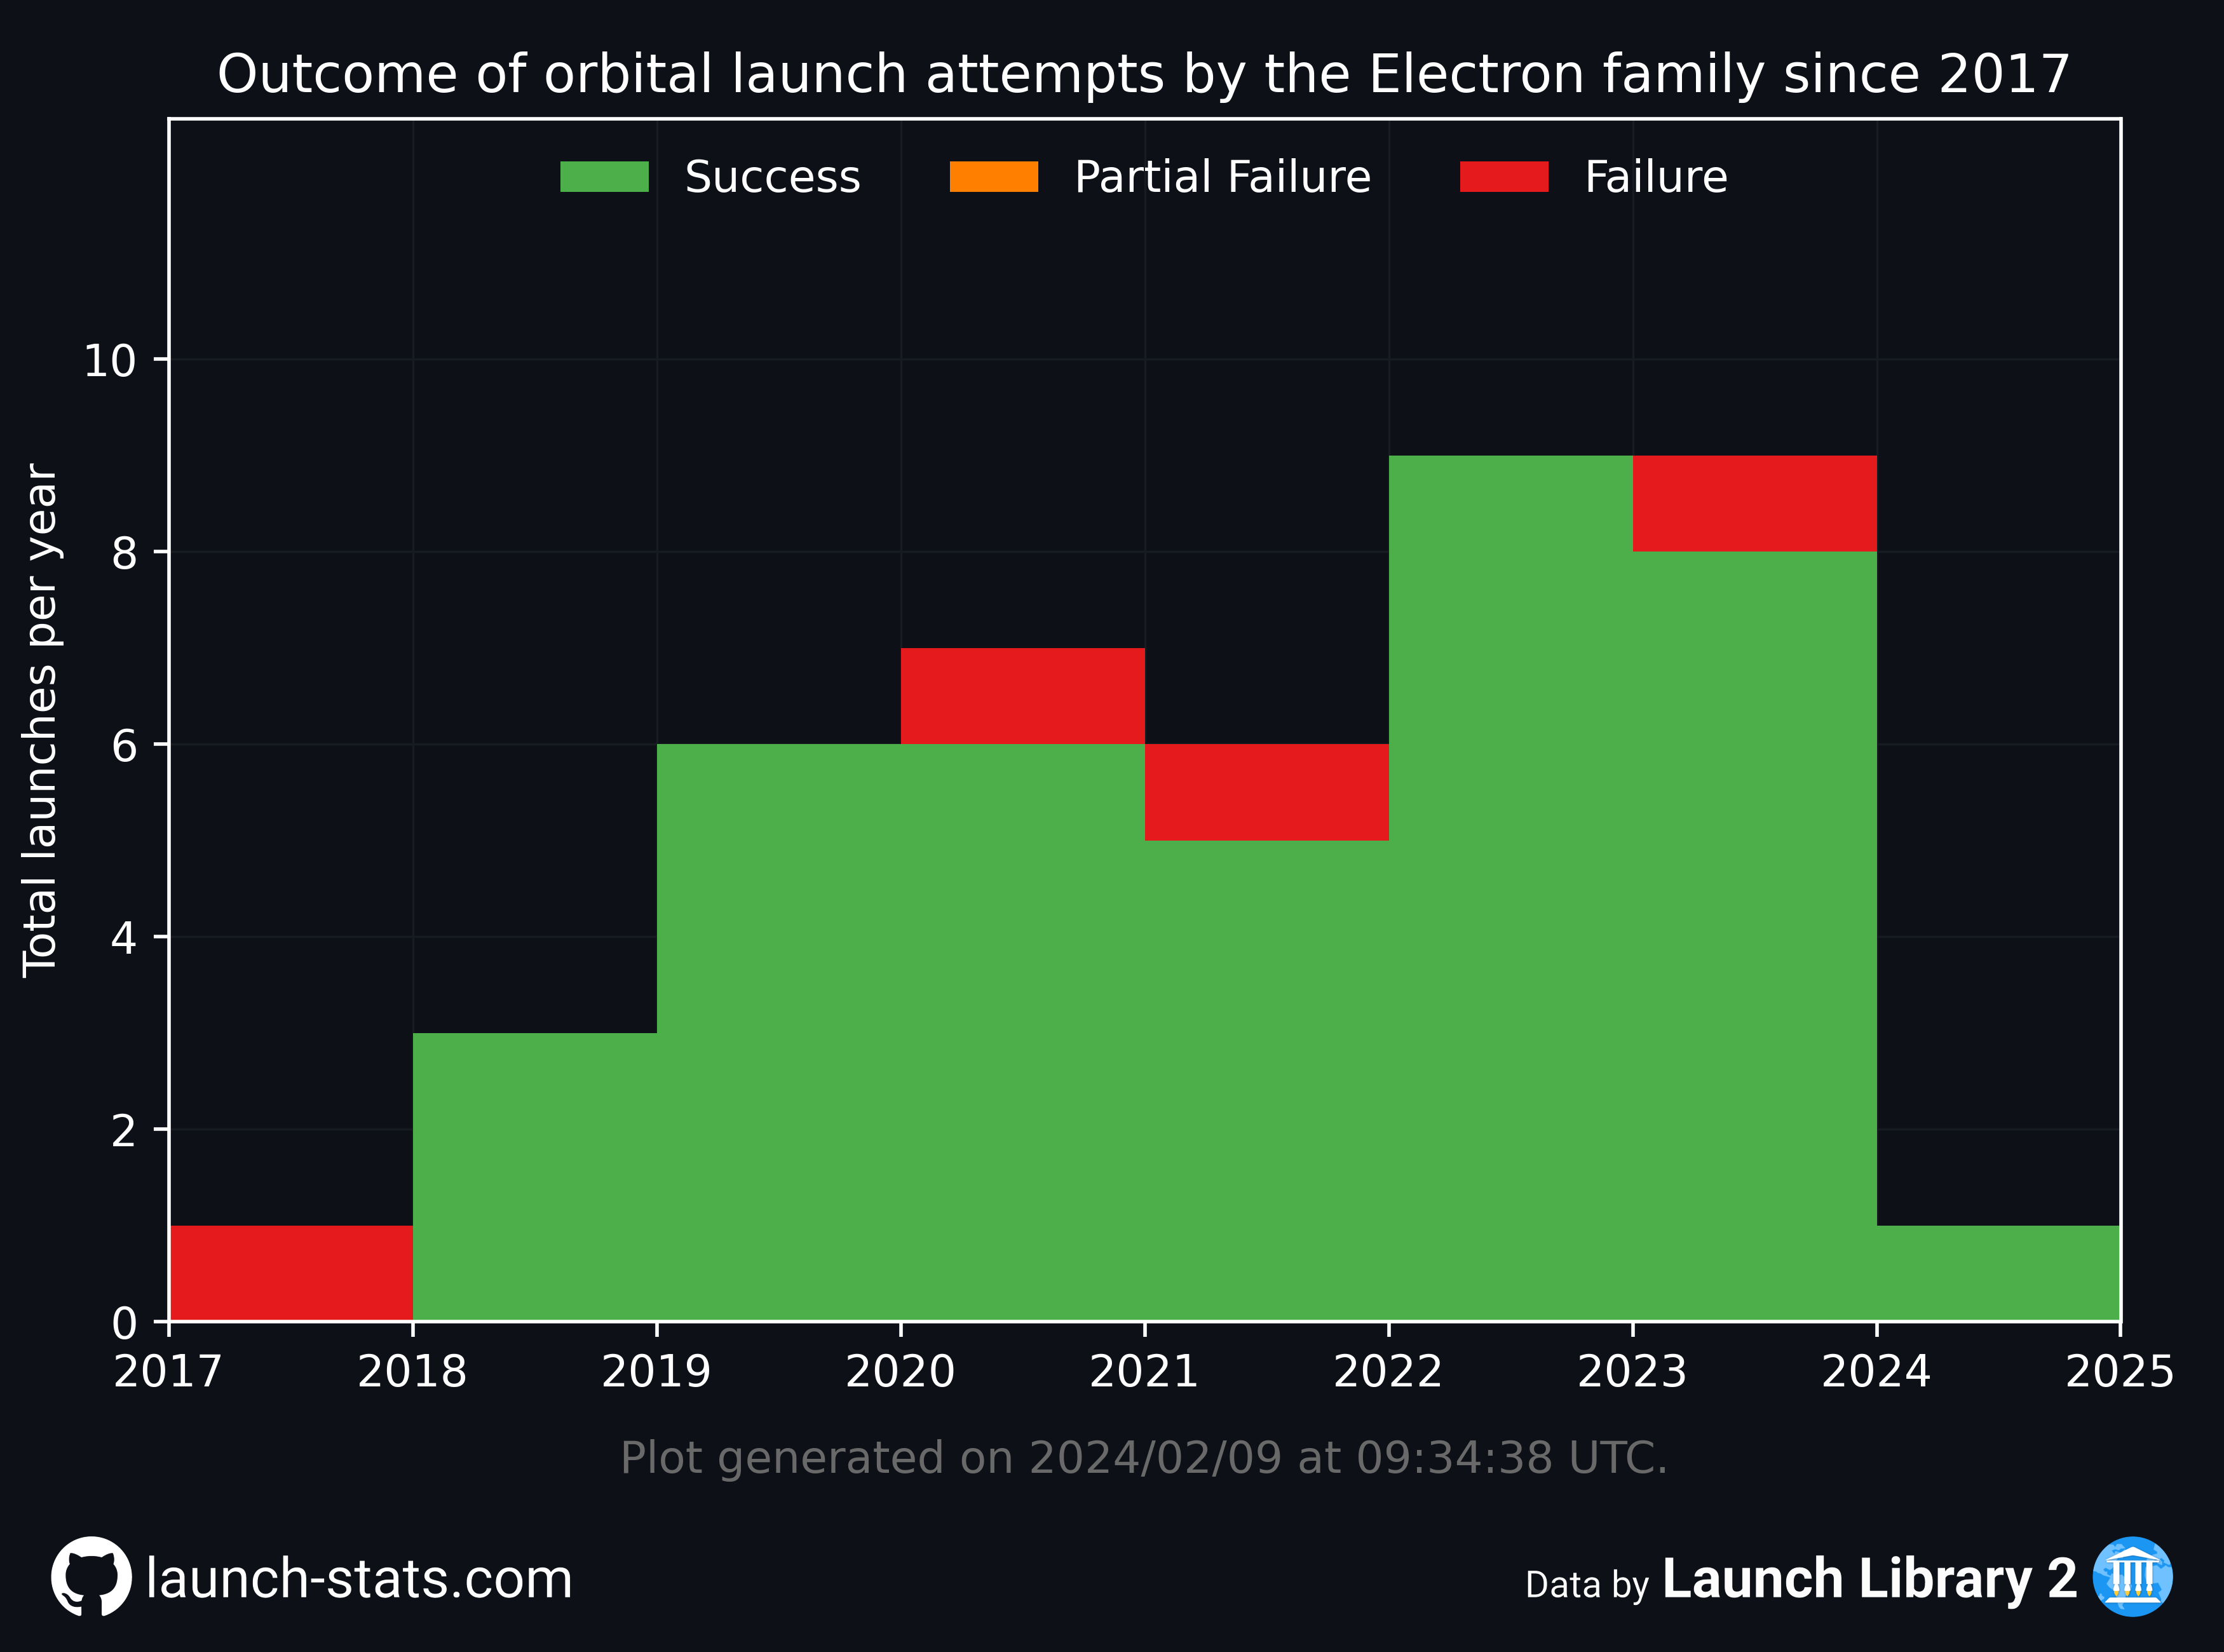 Outcome of orbital launch attempts by the Electron family since 2017
Success Partial Failure Failure
Total launches per year
10
8
6
4
2
0
2017 2018 2019 2020 2021 2022 2023 2024 2025
Plot generated on 2024/02/09 at 09:34:38 UTC.
launch-stats.com
Data by Launch Library 2